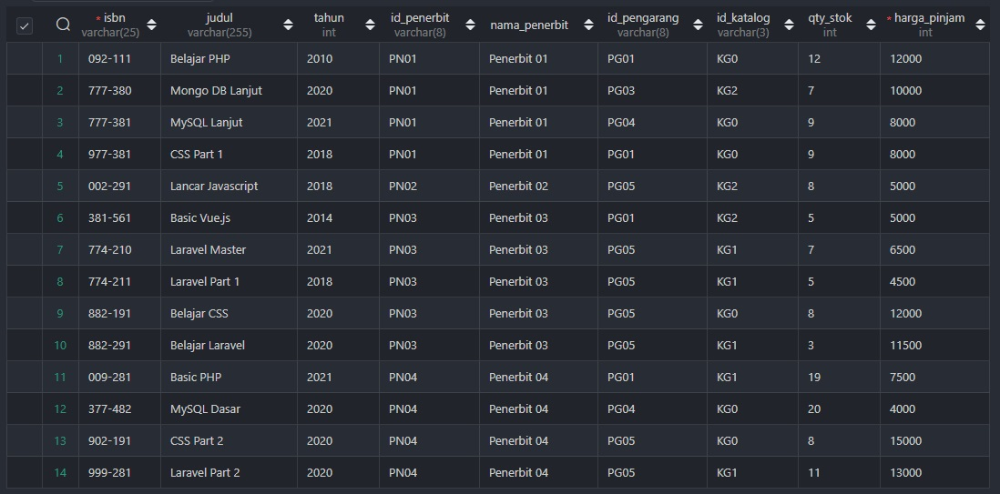 * isbn judul tahun id_penerbit nama_penerbit id_pengarang id_katalog qty_stok * harga_pinjam
varchar(25) varchar(255) int varchar(8) varchar(8) varchar(3) int int
1 092-111 Belajar PHP 2010 PN01 Penerbit 01 PG01 KG0 12 12000
2 777-380 Mongo DB Lanjut 2020 PN01 Penerbit 01 PG03 KG2 7 10000
3 777-381 MySQL Lanjut 2021 PN01 Penerbit 01 PG04 KG0 9 8000
4 977-381 CSS Part 1 2018 PN01 Penerbit 01 PG04 KG0 9 8000
5 002-291 Lancar Javascript 2018 PN02 Penerbit 02 PG05 KG2 8 5000
6 381-561 Basic Vue.js 2014 PN03 Penerbit 03 PG01 KG2 5 5000
7 774-210 Laravel Master 2021 PN03 Penerbit 03 PG05 KG1 7 6500
8 774-211 Laravel Part 1 2018 PN03 Penerbit 03 PG05 KG1 5 4500
9 882-191 Belajar CSS 2020 PN03 Penerbit 03 PG05 KG0 8 12000
10 882-291 Belajar Laravel 2020 PN03 Penerbit 03 PG05 KG1 3 11500
11 009-281 Basic PHP 2021 PN04 Penerbit 04 PG01 KG1 19 7500
12 377-482 MySQL Dasar 2020 PN04 Penerbit 04 PG04 KG0 20 4000
13 902-191 CSS Part 2 2020 PN04 Penerbit 04 PG05 KG0 8 15000
14 999-281 Laravel Part 2 2020 PN04 Penerbit 04 PG05 KG1 11 13000